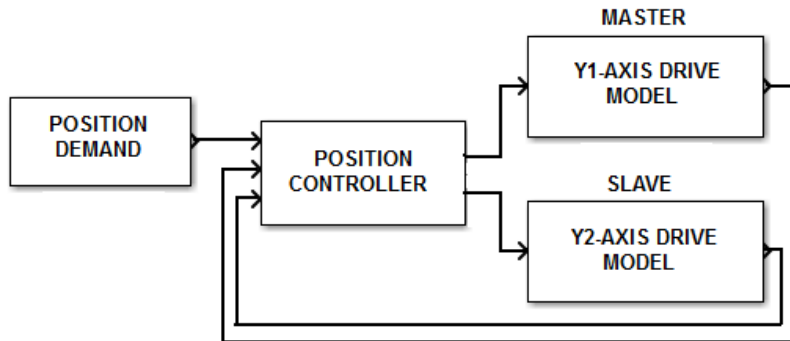 MASTER
Y1-AXIS DRIVE
MODEL
POSITION
DEMAND
POSITION
CONTROLLER
SLAVE
Y2-AXIS DRIVE
MODEL